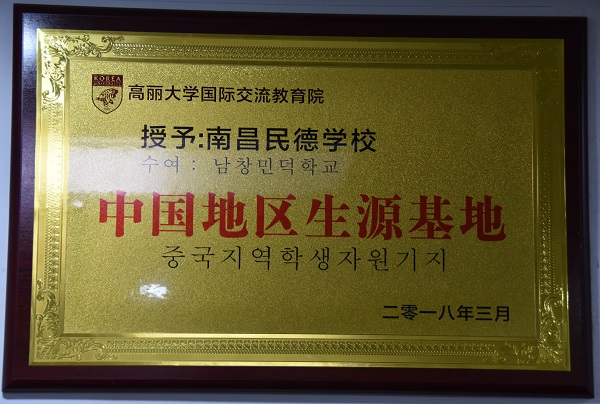 KOREA
高丽大学国际交流教育院
授予:南昌民德学校
수여 : 남창민덕학교
中国地区生源基地
중국지역학생자원기지
二零一八年三月